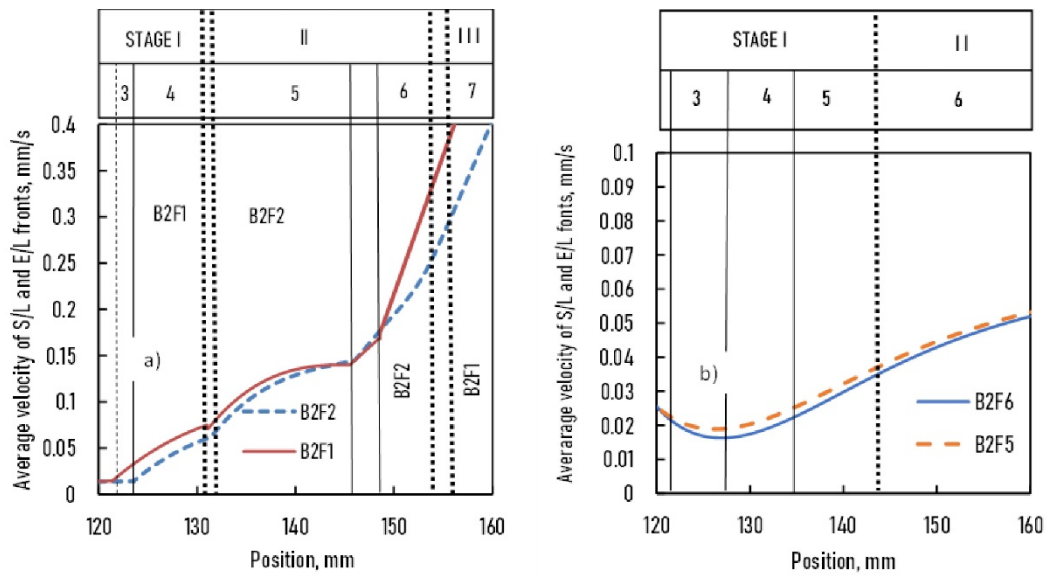 STAGE I II III
3 4 5 6 7
Avrerage velocity of S/L and E/L fronts, mm/s
0.4
0.35
0.3
0.25
0.2
0.15
0.1
0.05
0
B2F1 B2F2
a)
B2F2
B2F1
B2F2
B2F1
120 130 140 150 160
Position, mm
STAGE I II
3 4 5 6
Averarage velocity of S/L and E/L fonts, mm/s
0.1
0.09
0.08
0.07
0.06
0.05
0.04
0.03
0.02
0.01
0
b)
B2F6
B2F5
120 130 140 150 160
Position, mm